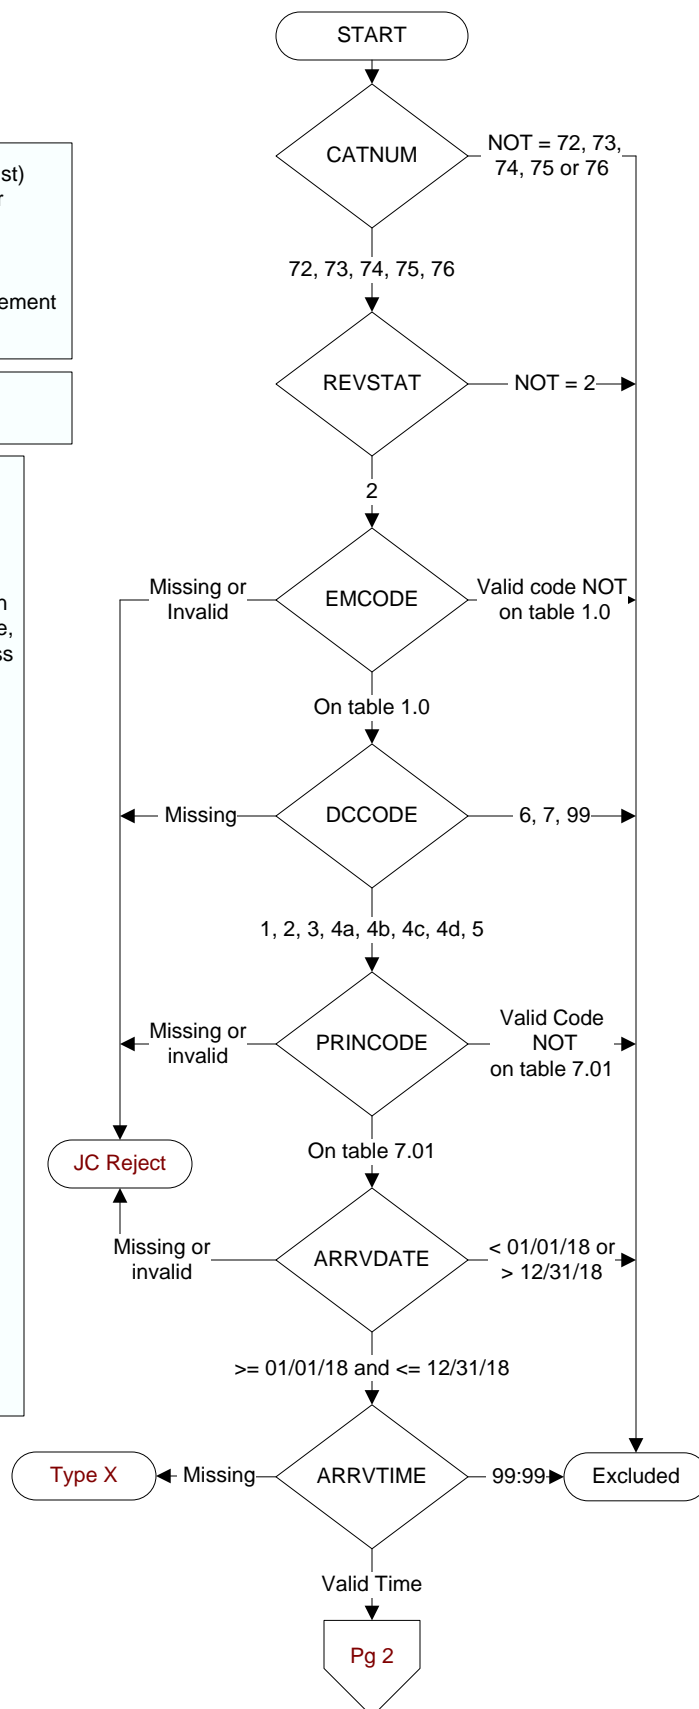 START
CATNUM
NOT = 72, 73,
74, 75 or 76
st)
r
ement
72, 73, 74, 75, 76
REVSTAT
NOT = 2
2
Missing or
Invalid
EMCODE
Valid code NOT
on table 1.0
n
e,
ss
On table 1.0
Missing
DCCODE
6, 7, 99
1, 2, 3, 4a, 4b, 4c, 4d, 5
Missing or
invalid
PRINCODE
Valid Code
NOT
on table 7.01
On table 7.01
JC Reject
Missing or
invalid
ARRVDATE
< 01/01/18 or
> 12/31/18
>= 01/01/18 and <= 12/31/18
Type X
Missing
ARRVTIME
99:99
Excluded
Valid Time
Pg 2